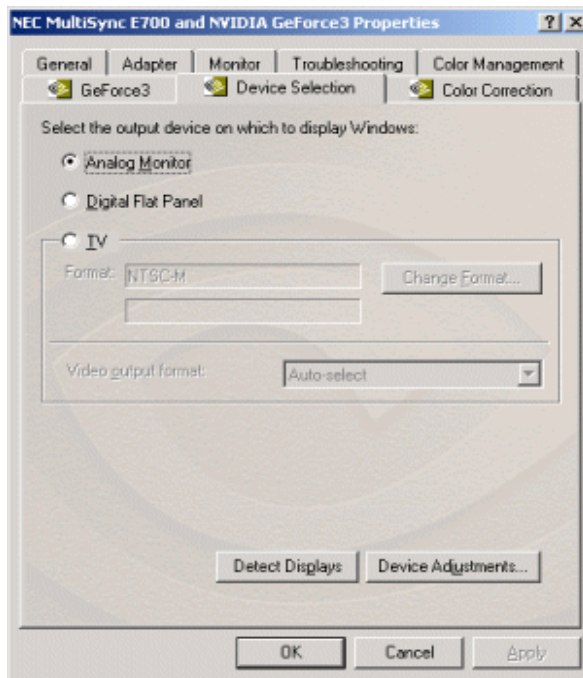 NEC MultiSync E700 and NVIDIA GeForce3 Properties
General Adapter Monitor Troubleshooting Color Management
GeForce3 Device Selection Color Correction
Select the output device on which to display Windows:
Analog Monitor
Digital Flat Panel
TV
Format: NTSC-M Change Format...
Video output format: Auto-select
Detect Displays Device Adjustments...
OK Cancel Apply